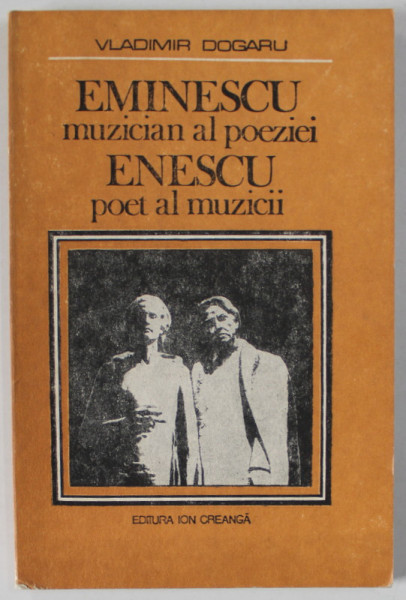 VLADIMIR DOGARU
EMINESCU
muzician al poeziei
ENESCU
poet al muzicii
EDITURA ION CREANGĂ